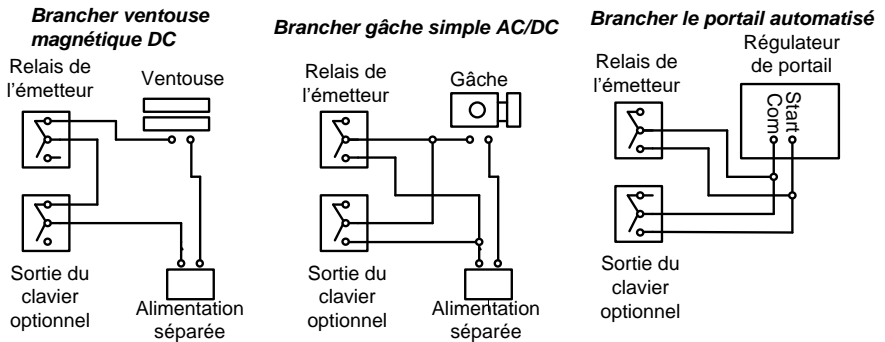 Brancher ventouse
magnétique DC
Relais de
l'émetteur
Ventouse
Sortie du
clavier
optionnel
Alimentation
séparée
Brancher gâche simple AC/DC
Relais de
l'émetteur
Gâche
Sortie du
clavier
optionnel
Alimentation
séparée
Brancher le portail automatisé
Régulateur
de portail
Relais de
l'émetteur
Start
Com
Sortie du
clavier
optionnel